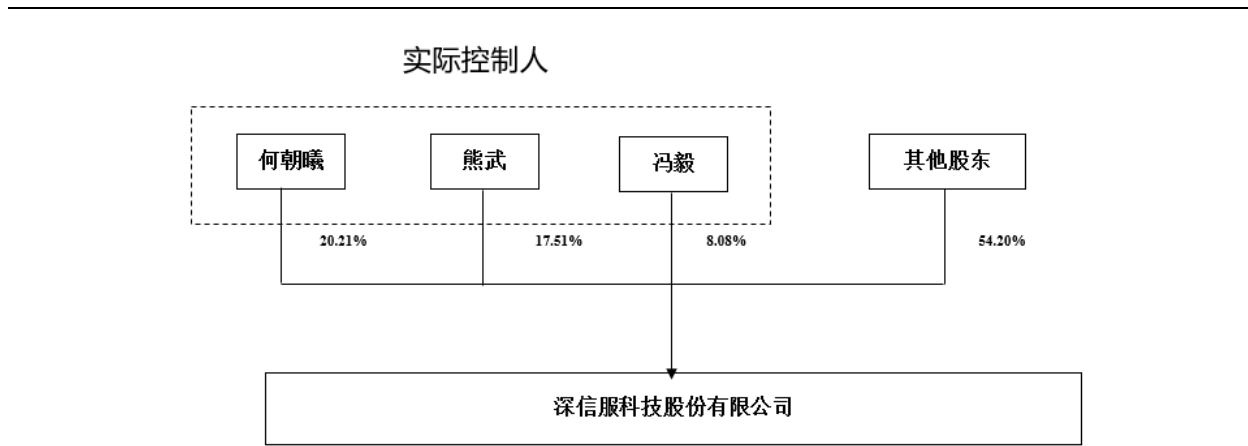 实际控制人
何朝曦
熊武
冯毅
其他股东
20.21%
17.51%
8.08%
54.20%
深信服科技股份有限公司